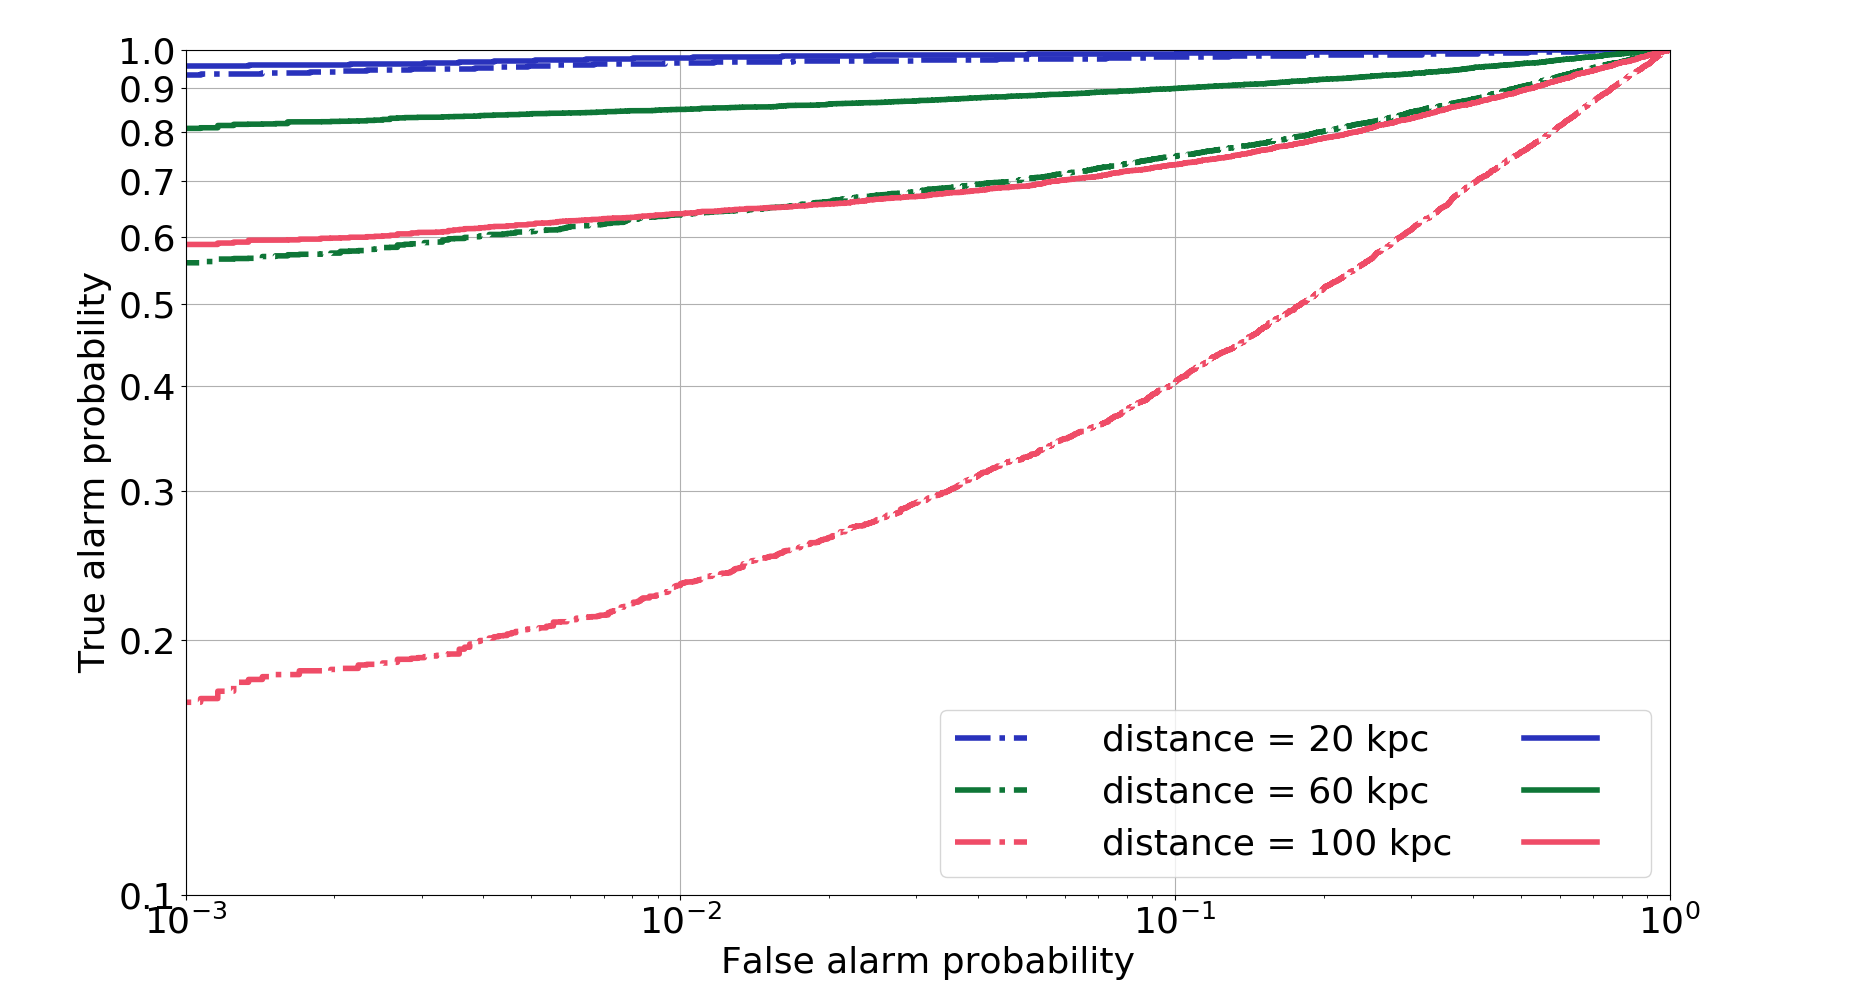 1.0
0.9
0.8
0.7
0.6
0.5
0.4
0.3
0.2
0.1
True alarm probability
distance = 20 kpc
distance = 60 kpc
distance = 100 kpc
10⁻³ 10⁻² 10⁻¹ 10⁰
False alarm probability